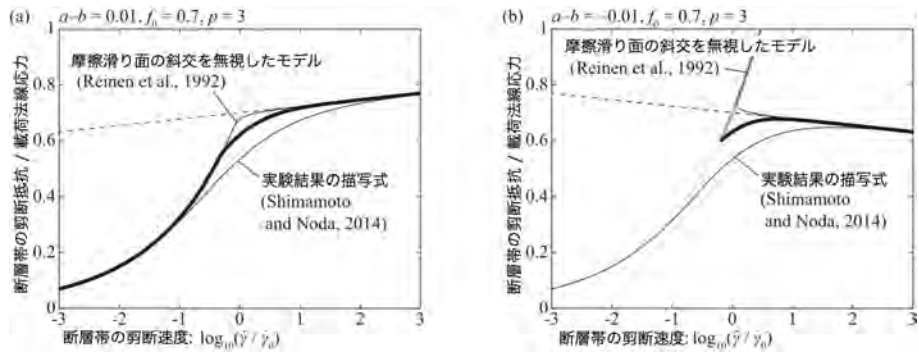 (a) a–b = 0.01, f₀ = 0.7, p = 3
1
0.8
0.6
0.4
0.2
0
断層帯の剪断抵抗 / 載荷法線応力
摩擦滑り面の斜交を無視したモデル
(Reinen et al., 1992)
実験結果の描写式
(Shimamoto
and Noda, 2014)
-3 -2 -1 0 1 2 3
断層帯の剪断速度: log₁₀(γ̇ / γ̇₀)
(b) a–b = –0.01, f₀ = 0.7, p = 3
1
0.8
0.6
0.4
0.2
0
断層帯の剪断抵抗 / 載荷法線応力
摩擦滑り面の斜交を無視したモデル
(Reinen et al., 1992)
実験結果の描写式
(Shimamoto
and Noda, 2014)
-3 -2 -1 0 1 2 3
断層帯の剪断速度: log₁₀(γ̇ / γ̇₀)